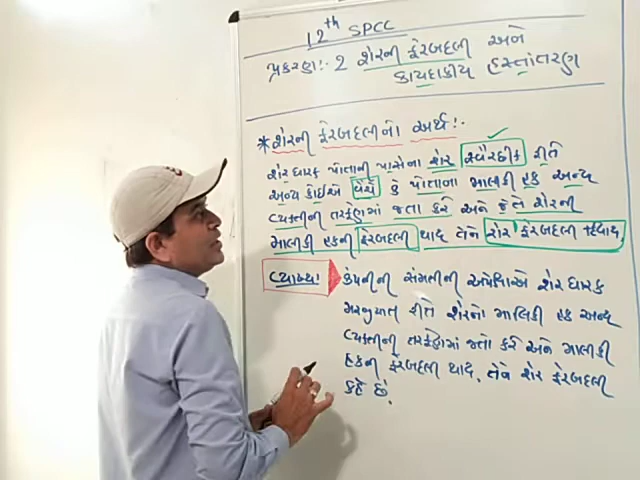 12th SPCC
પ્રકરણ:- 2 શેરની ફેરબદલી અને
કાયદાકીય હસ્તાંતરણ
* શેરની ફેરબદલીનો અર્થ:-
શેર ધારક પોતાની પાસેના શેર સ્વૈચ્છિક રીતે
અન્ય કોઈએ વેચે કે પોતાના માલિકી હક અન્ય
વ્યક્તિની તરફેણમાં જતા કરે અને જેતે શેરની
માલિકી હકની ફેરબદલી થાય તેને શેર ફેરબદલી
વ્યાખ્યા કંપનીની સંમતીની અપેક્ષાએ શેર ધારક
મરજીયાત રીતે શેરનો માલિકી હક અન્ય
વ્યક્તિની તરફેણમાં જતો કરે અને માલીકી
હકની ફેરબદલી થાય, તેને શેર ફેરબદલી
કહે છે.